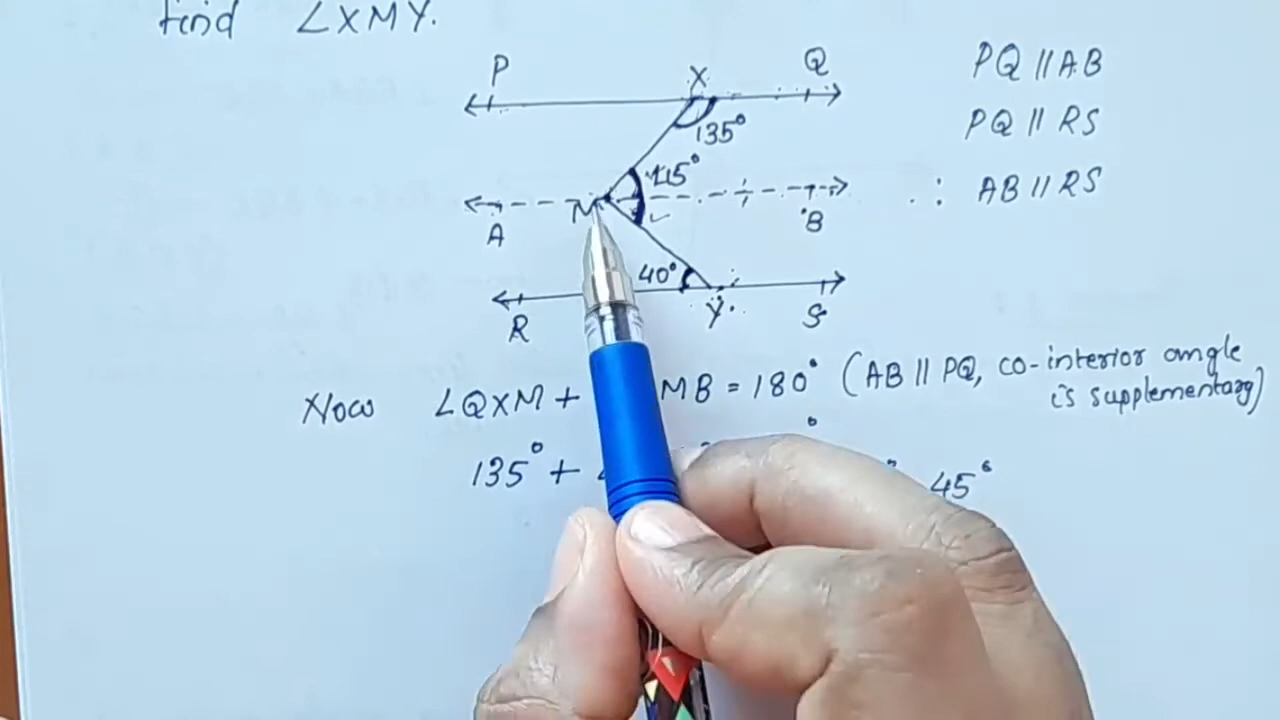 Find ∠XMY.
P X Q
135°
45°
A M B
40°
R Y S
PQ || AB
PQ || RS
∴ AB || RS
Now ∠QXM + MB = 180° (AB || PQ, co-interior angle
is supplementary)
135° + 45°